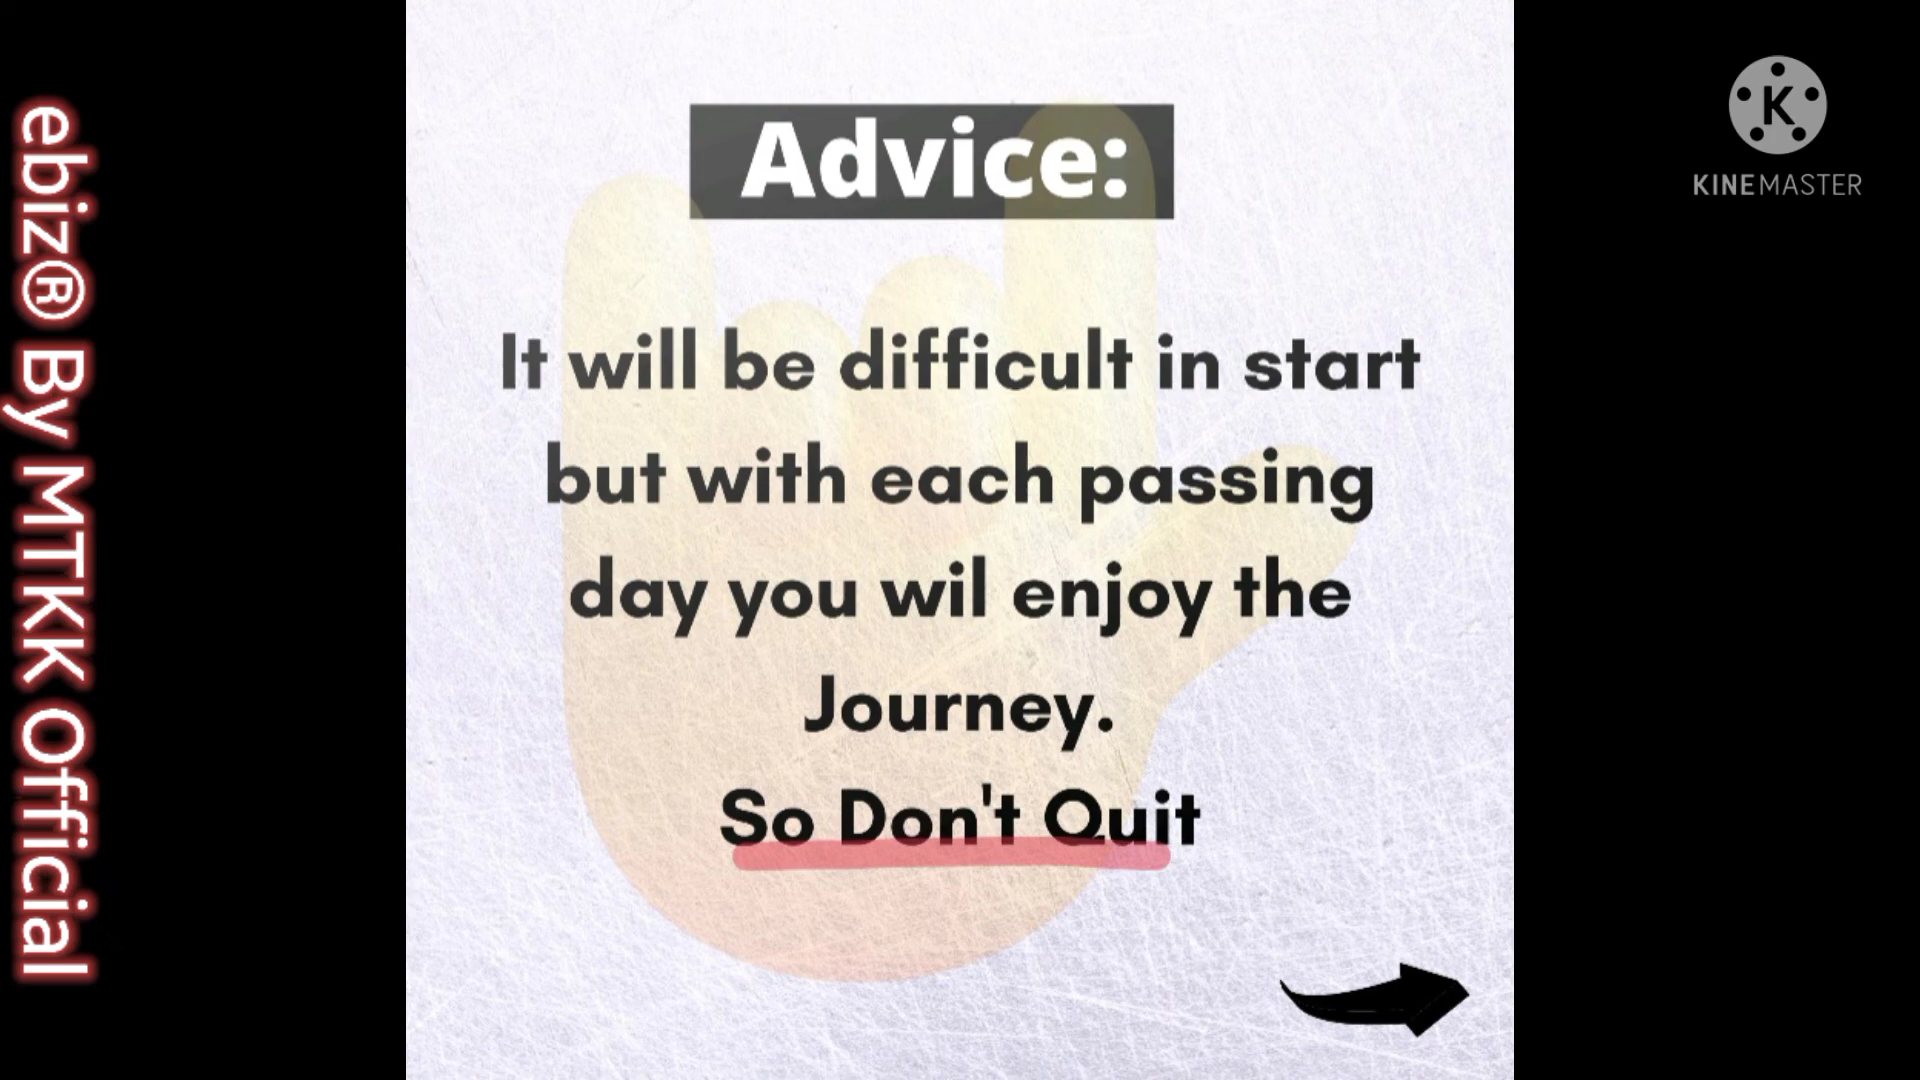 Advice:
It will be difficult in start
but with each passing
day you wil enjoy the
Journey.
So Don't Quit
ebiz® By MTKK Official
K
KINEMASTER